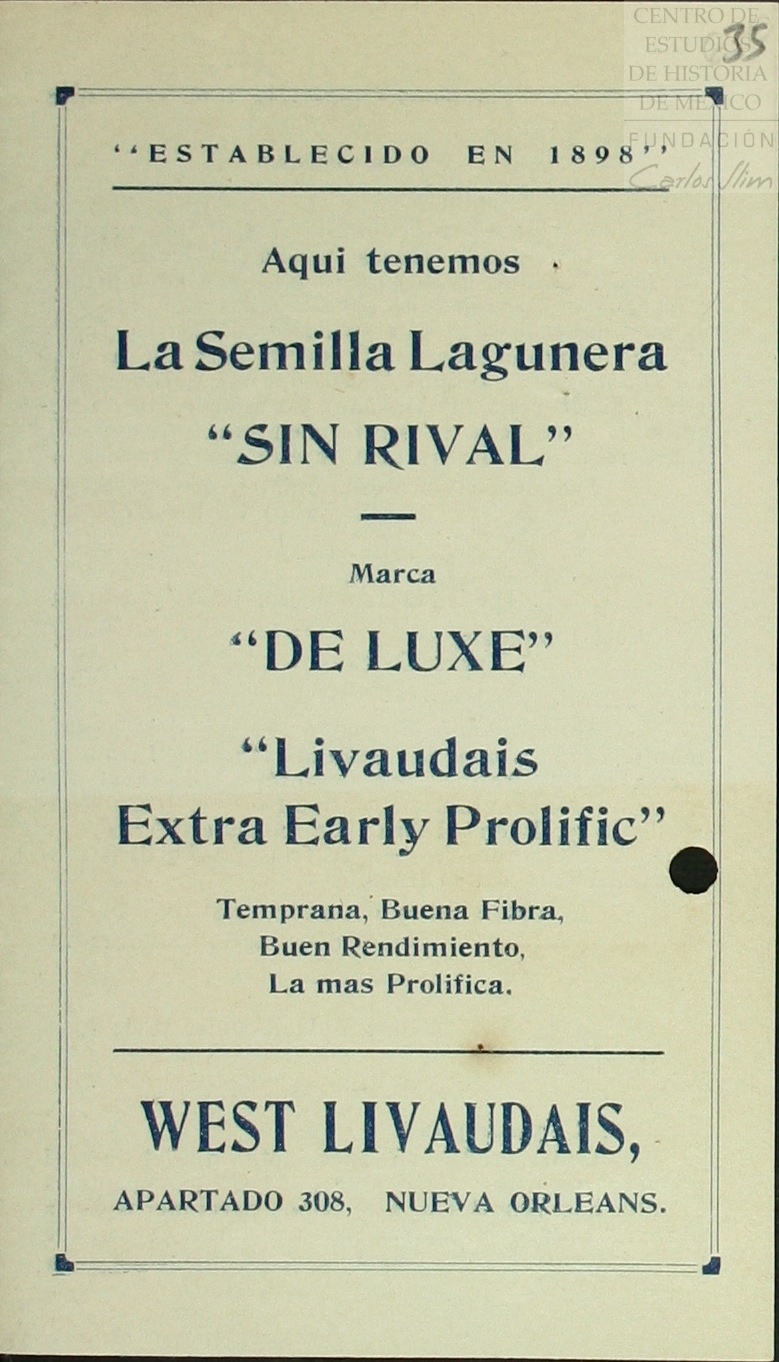 CENTRO DE
ESTUDIOS
DE HISTORIA
DE MÉXICO
FUNDACIÓN
Carlos Slim
35
‘‘ESTABLECIDO EN 1898’’
Aqui tenemos
La Semilla Lagunera
“SIN RIVAL”
Marca
“DE LUXE”
“Livaudais
Extra Early Prolific”
Temprana, Buena Fibra,
Buen Rendimiento,
La mas Prolifica.
WEST LIVAUDAIS,
APARTADO 308, NUEVA ORLEANS.